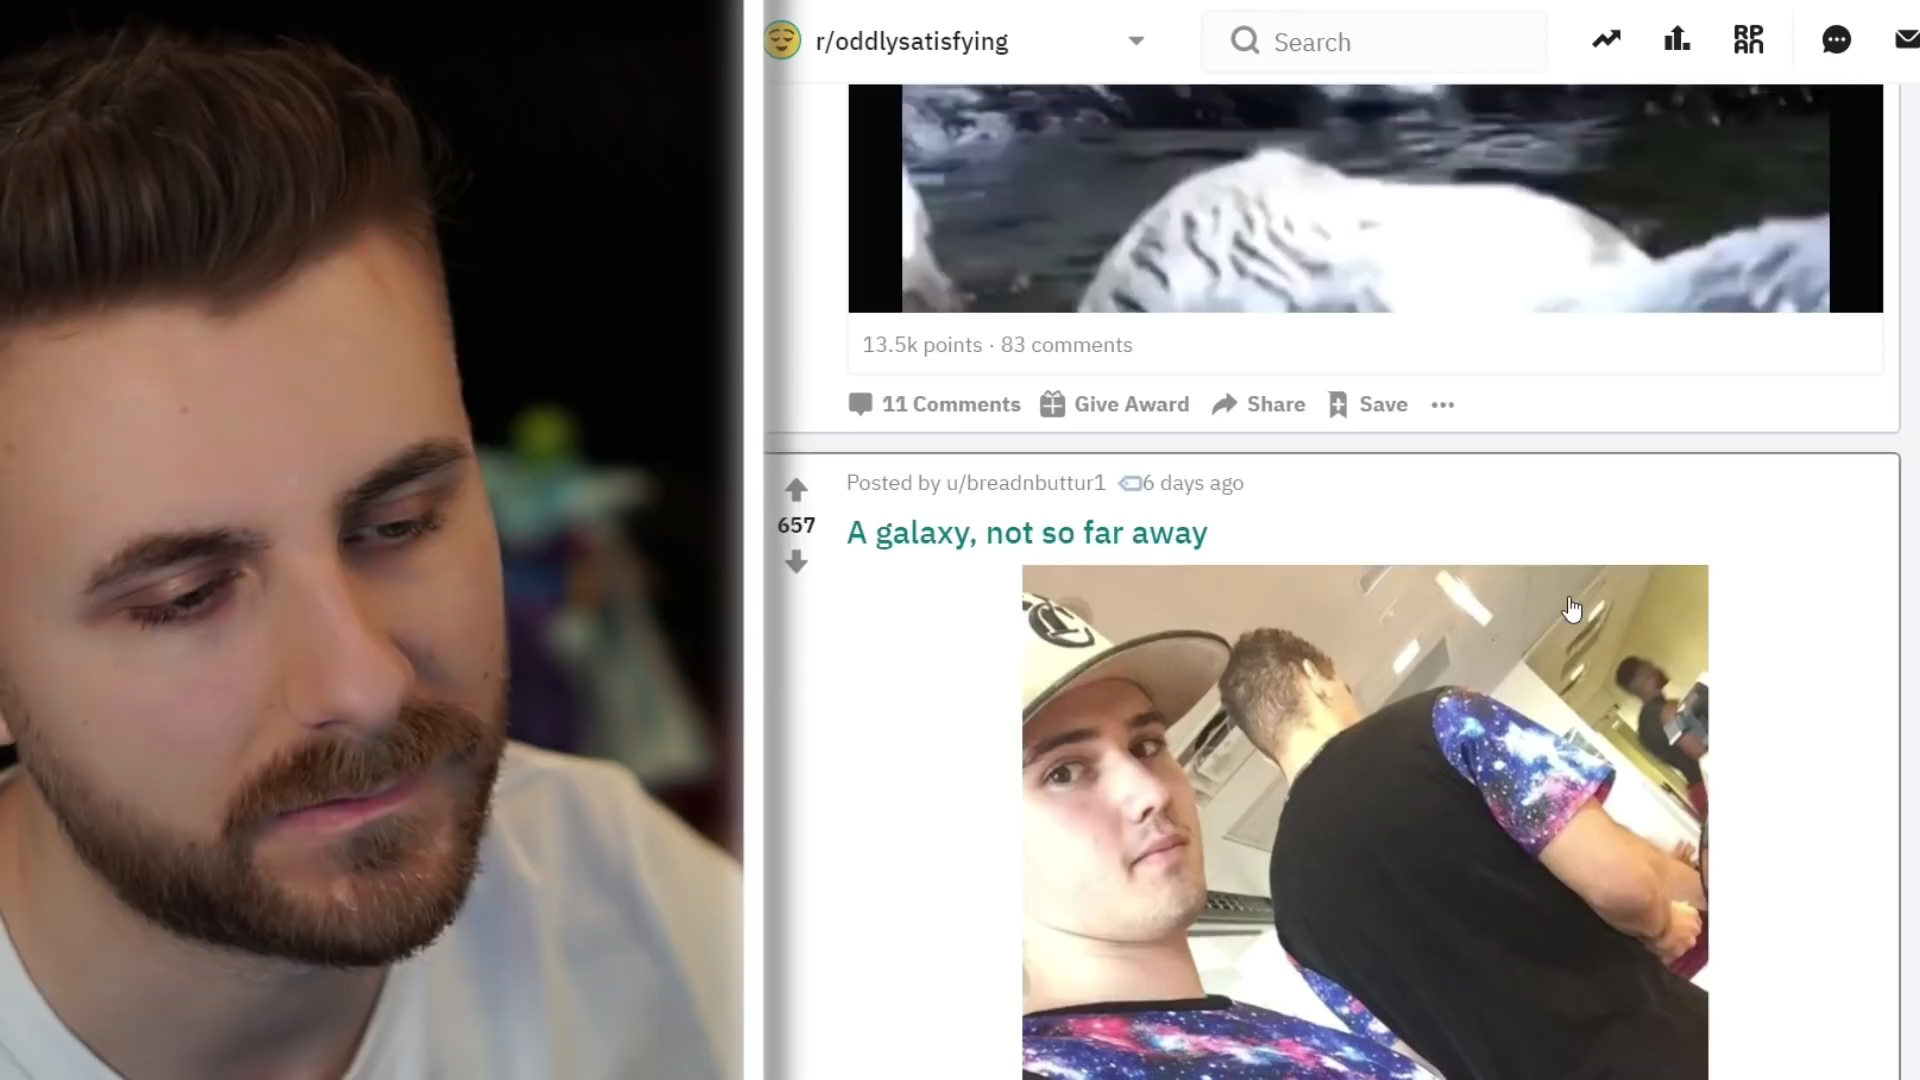 r/oddlysatisfying
Search
RPAN
13.5k points · 83 comments
11 Comments Give Award Share Save
Posted by u/breadnbuttur1 6 days ago
657
A galaxy, not so far away